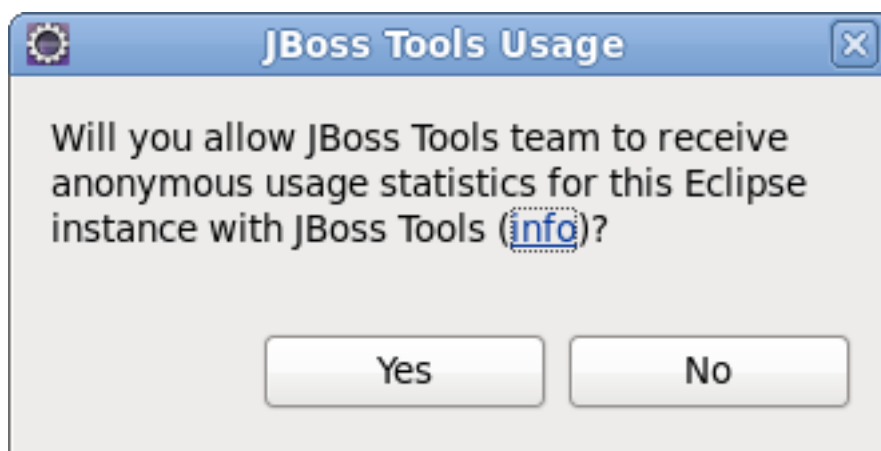 JBoss Tools Usage
Will you allow JBoss Tools team to receive
anonymous usage statistics for this Eclipse
instance with JBoss Tools (info)?
Yes No